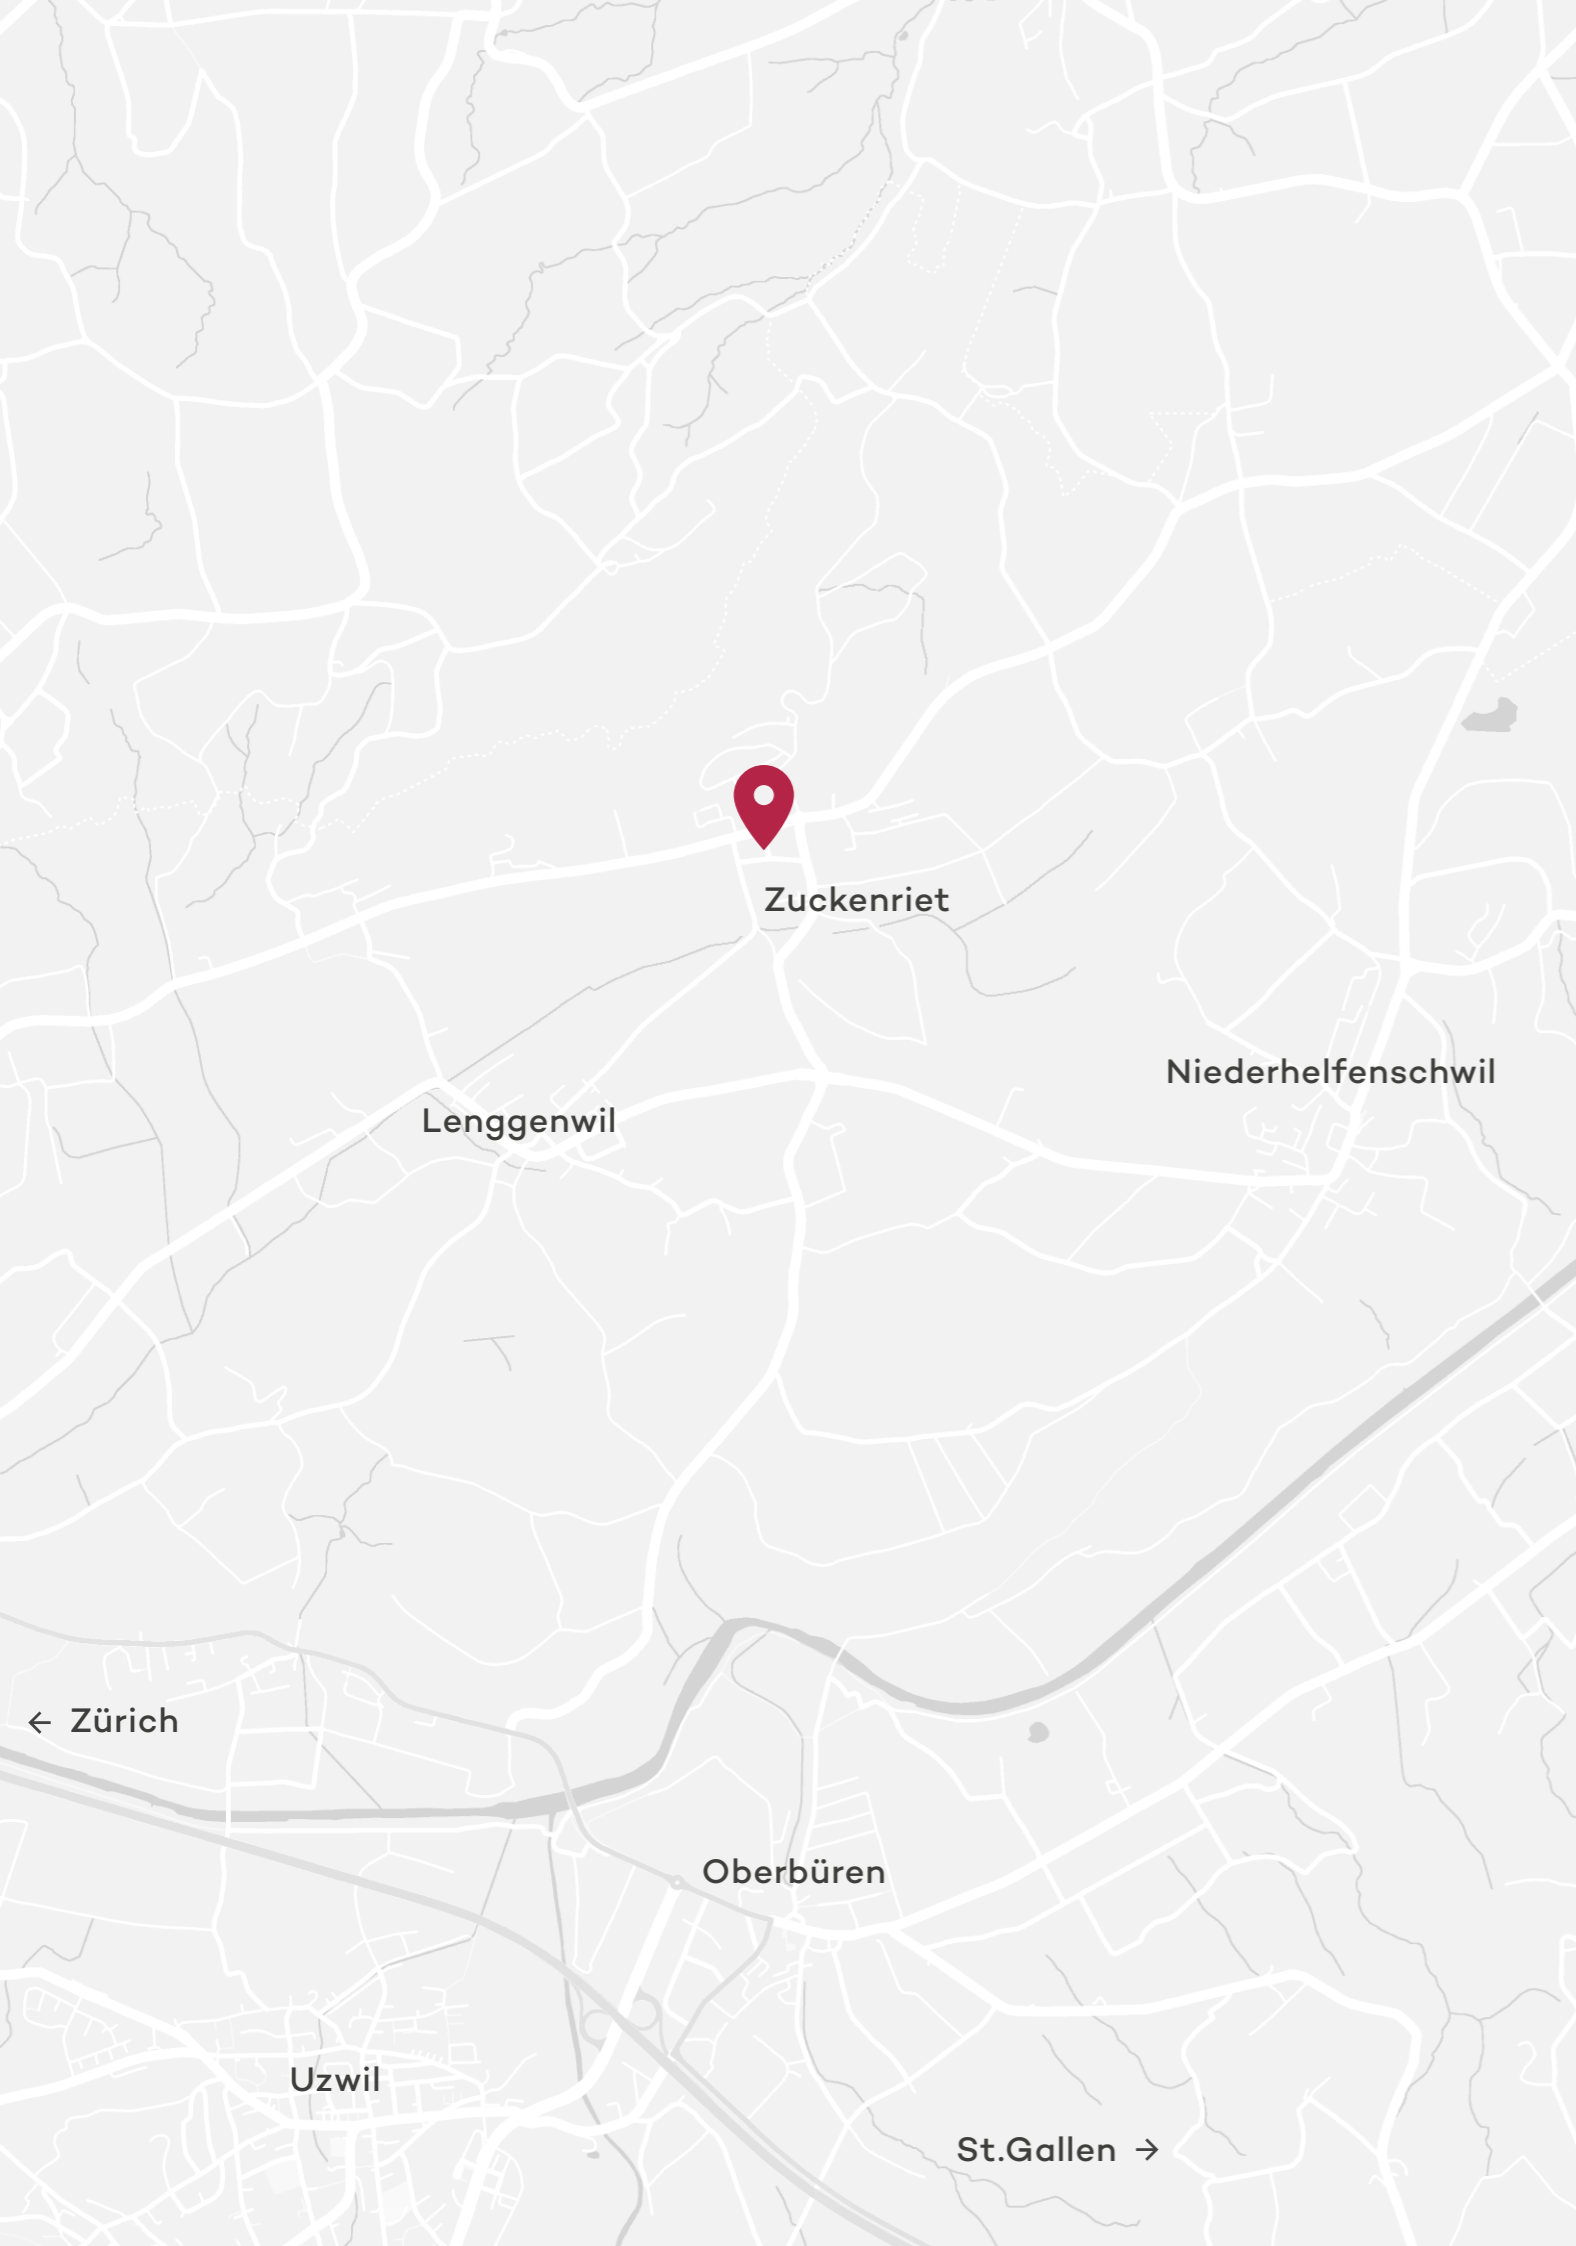 Zuckenriet
Niederhelfenschwil
Lenggenwil
← Zürich
Oberbüren
Uzwil
St.Gallen →